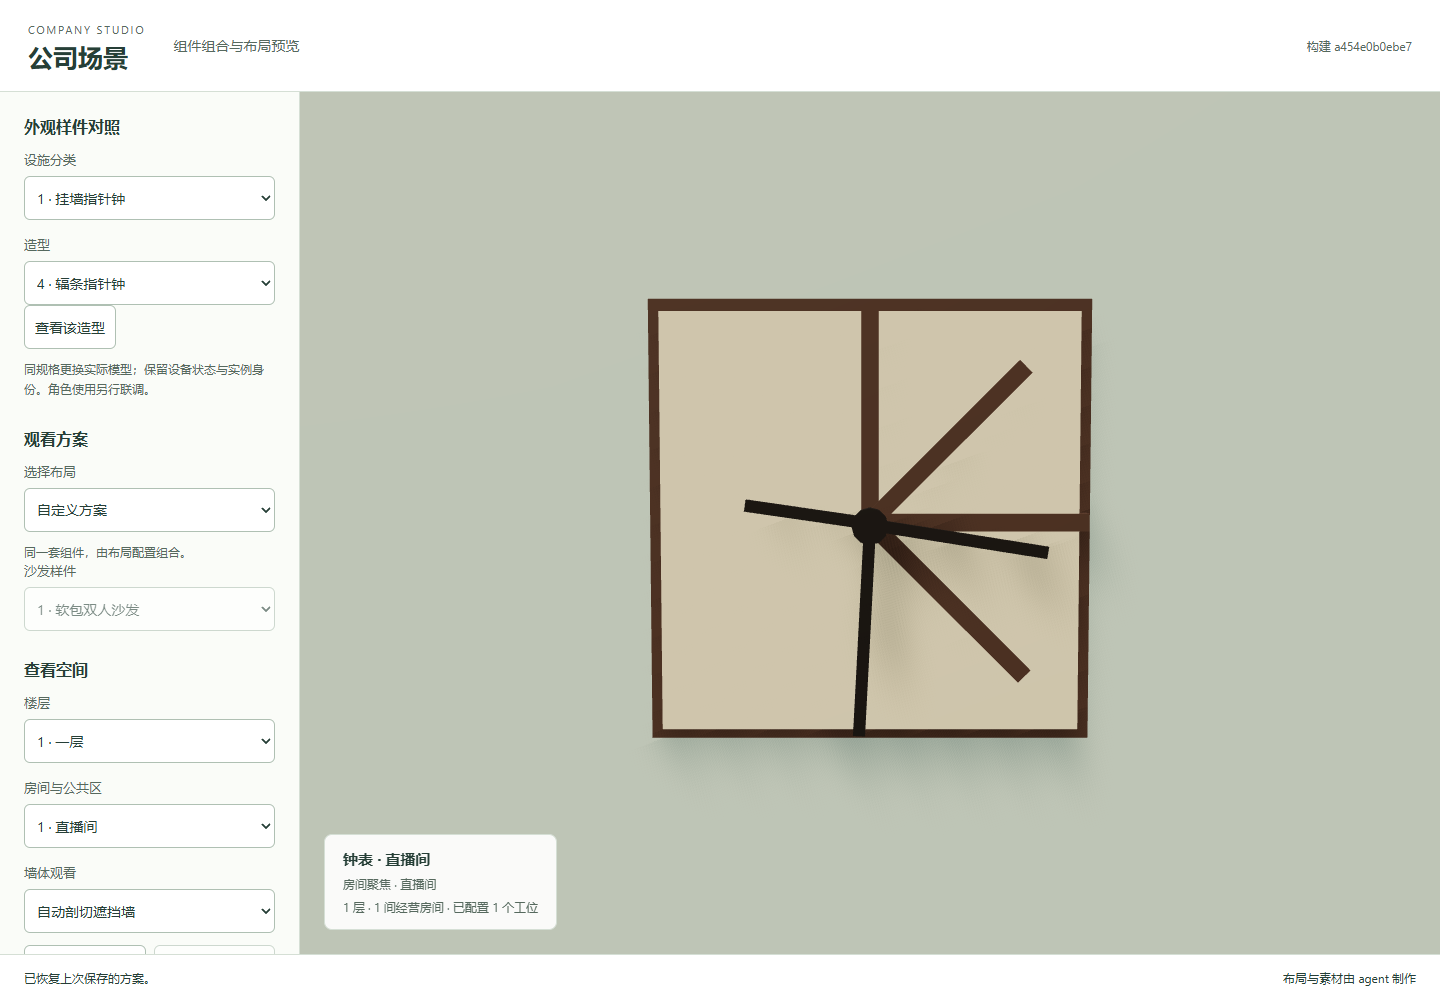 COMPANY STUDIO
公司场景
组件组合与布局预览
构建 a454e0b0ebe7
外观样件对照
设施分类
1 · 挂墙指针钟
造型
4 · 辐条指针钟
查看该造型
同规格更换实际模型；保留设备状态与实例身
份。角色使用另行联调。
观看方案
选择布局
自定义方案
同一套组件，由布局配置组合。
沙发样件
1 · 软包双人沙发
查看空间
楼层
1 · 一层
房间与公共区
1 · 直播间
墙体观看
自动剖切遮挡墙
钟表 · 直播间
房间聚焦 · 直播间
1 层 · 1 间经营房间 · 已配置 1 个工位
已恢复上次保存的方案。
布局与素材由 agent 制作